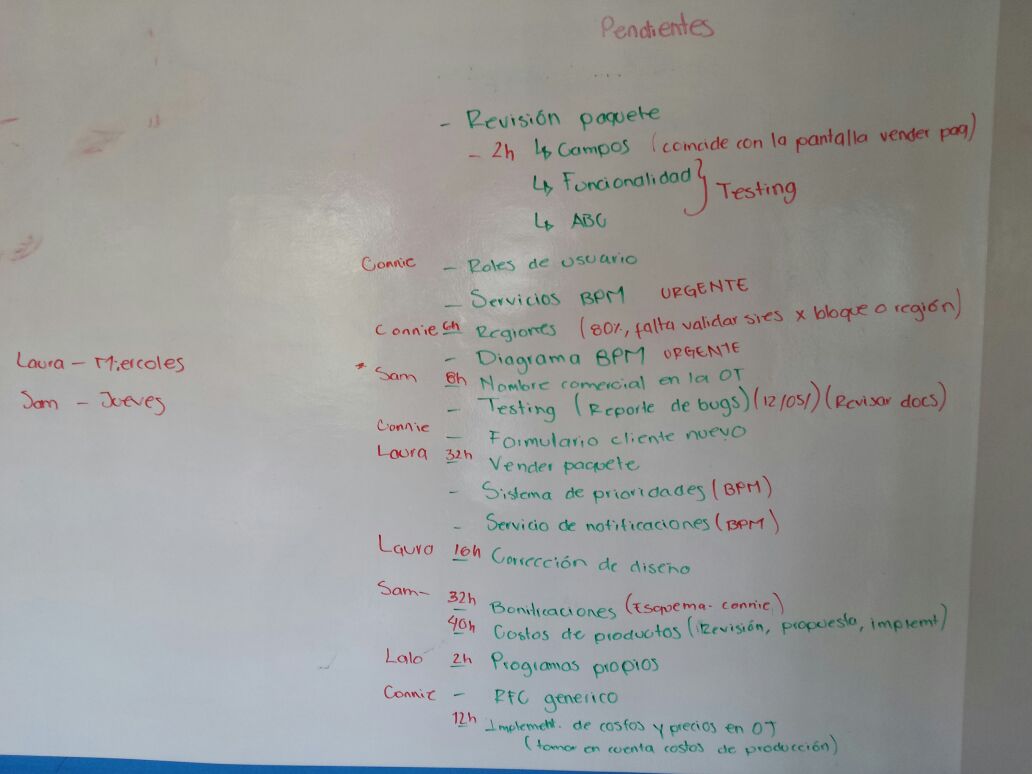 Pendientes
- Revisión paquete
- 2h ↳ Campos (coincide con la pantalla vender paq)
↳ Funcionalidad } Testing
↳ ABC
Connie - Roles de usuario
- Servicios BPM URGENTE
Connie 6h Regiones (80%, falta validar si es x bloque o región)
- Diagrama BPM URGENTE
* Sam 8h Nombre comercial en la OT
- Testing (Reporte de bugs) (12/05/) (Revisar docs)
Connie - Formulario cliente nuevo
Laura 32h Vender paquete
- Sistema de prioridades (BPM)
- Servicio de notificaciones (BPM)
Laura 16h Corrección de diseño
Sam- 32h Bonificaciones (Esquema - connie)
40h Costos de productos (Revisión, propuesta, implemt)
Lalo 2h Programas propios
Connie - RFC generico
12h Implement. de costos y precios en OT
(tomar en cuenta costos de producción)
Laura - Miercoles
Sam - Jueves